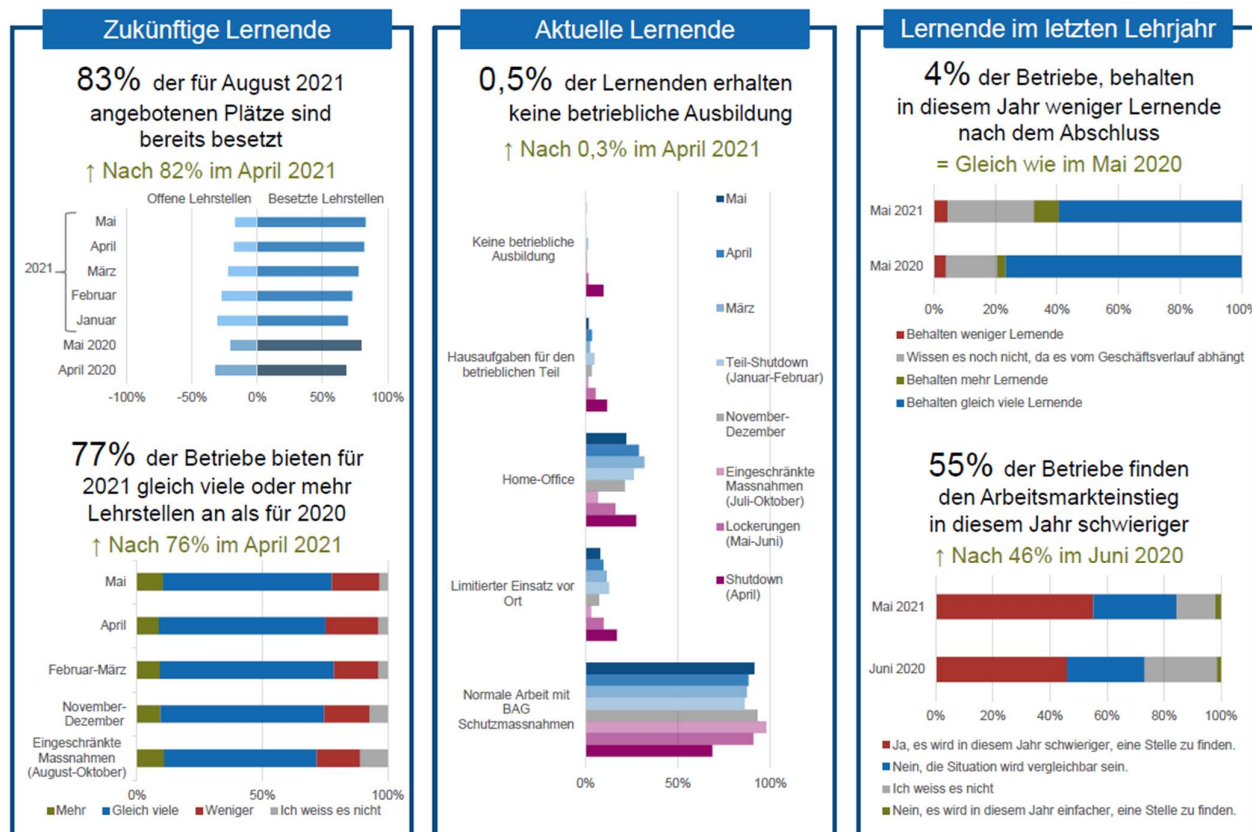 Zukünftige Lernende
83% der für August 2021
angebotenen Plätze sind
bereits besetzt
↑ Nach 82% im April 2021
Offene Lehrstellen Besetzte Lehrstellen
2021
Mai
April
März
Februar
Januar
Mai 2020
April 2020
-100% -50% 0% 50% 100%
77% der Betriebe bieten für
2021 gleich viele oder mehr
Lehrstellen an als für 2020
↑ Nach 76% im April 2021
Mai
April
Februar-März
November-
Dezember
Eingeschränkte
Massnahmen
(August-Oktober)
0% 50% 100%
Mehr Gleich viele Weniger Ich weiss es nicht
Aktuelle Lernende
0,5% der Lernenden erhalten
keine betriebliche Ausbildung
↑ Nach 0,3% im April 2021
Keine betriebliche
Ausbildung
Hausaufgaben für den
betrieblichen Teil
Home-Office
Limitierter Einsatz vor
Ort
Normale Arbeit mit
BAG
Schutzmassnahmen
0% 50% 100%
Mai
April
März
Teil-Shutdown
(Januar-Februar)
November-
Dezember
Eingeschränkte
Massnahmen
(Juli-Oktober)
Lockerungen
(Mai-Juni)
Shutdown
(April)
Lernende im letzten Lehrjahr
4% der Betriebe, behalten
in diesem Jahr weniger Lernende
nach dem Abschluss
= Gleich wie im Mai 2020
Mai 2021
Mai 2020
0% 20% 40% 60% 80% 100%
Behalten weniger Lernende
Wissen es noch nicht, da es vom Geschäftsverlauf abhängt
Behalten mehr Lernende
Behalten gleich viele Lernende
55% der Betriebe finden
den Arbeitsmarkteinstieg
in diesem Jahr schwieriger
↑ Nach 46% im Juni 2020
Mai 2021
Juni 2020
0% 20% 40% 60% 80% 100%
Ja, es wird in diesem Jahr schwieriger, eine Stelle zu finden.
Nein, die Situation wird vergleichbar sein.
Ich weiss es nicht
Nein, es wird in diesem Jahr einfacher, eine Stelle zu finden.